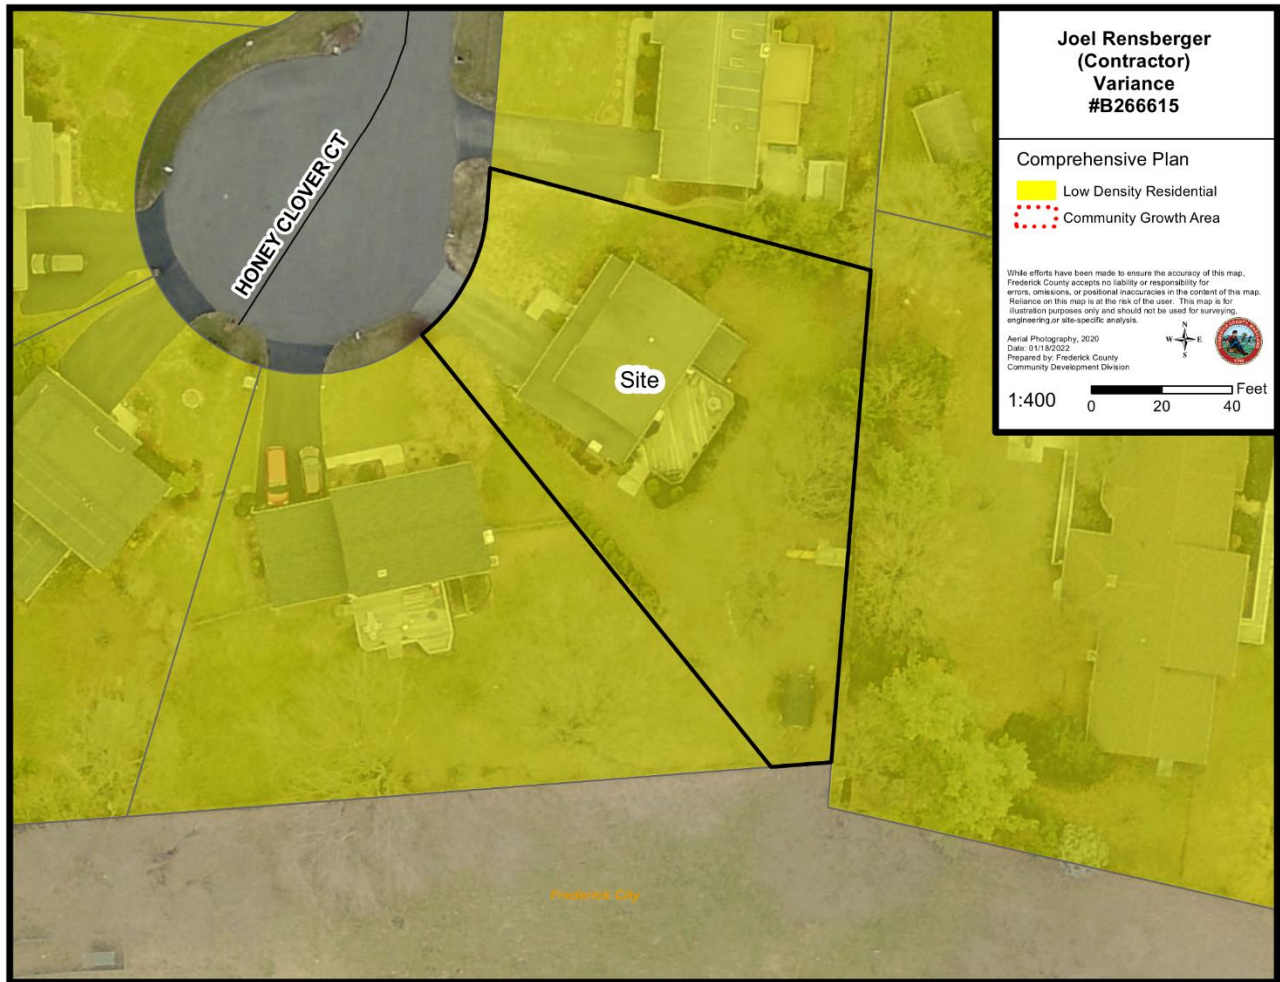 Joel Rensberger
(Contractor)
Variance
#B266615
Comprehensive Plan
Low Density Residential
Community Growth Area
While efforts have been made to ensure the accuracy of this map,
Frederick County accepts no liability or responsibility for
errors, omissions, or positional inaccuracies in the content of this map.
Reliance on this map is at the risk of the user. This map is for
illustration purposes only and should not be used for surveying,
engineering,or site-specific analysis.
Aerial Photography, 2020
Date: 01/18/2022
Prepared by: Frederick County
Community Development Division
N
W E
S
1:400
Feet
0 20 40
HONEY CLOVER CT
Site
Frederick City